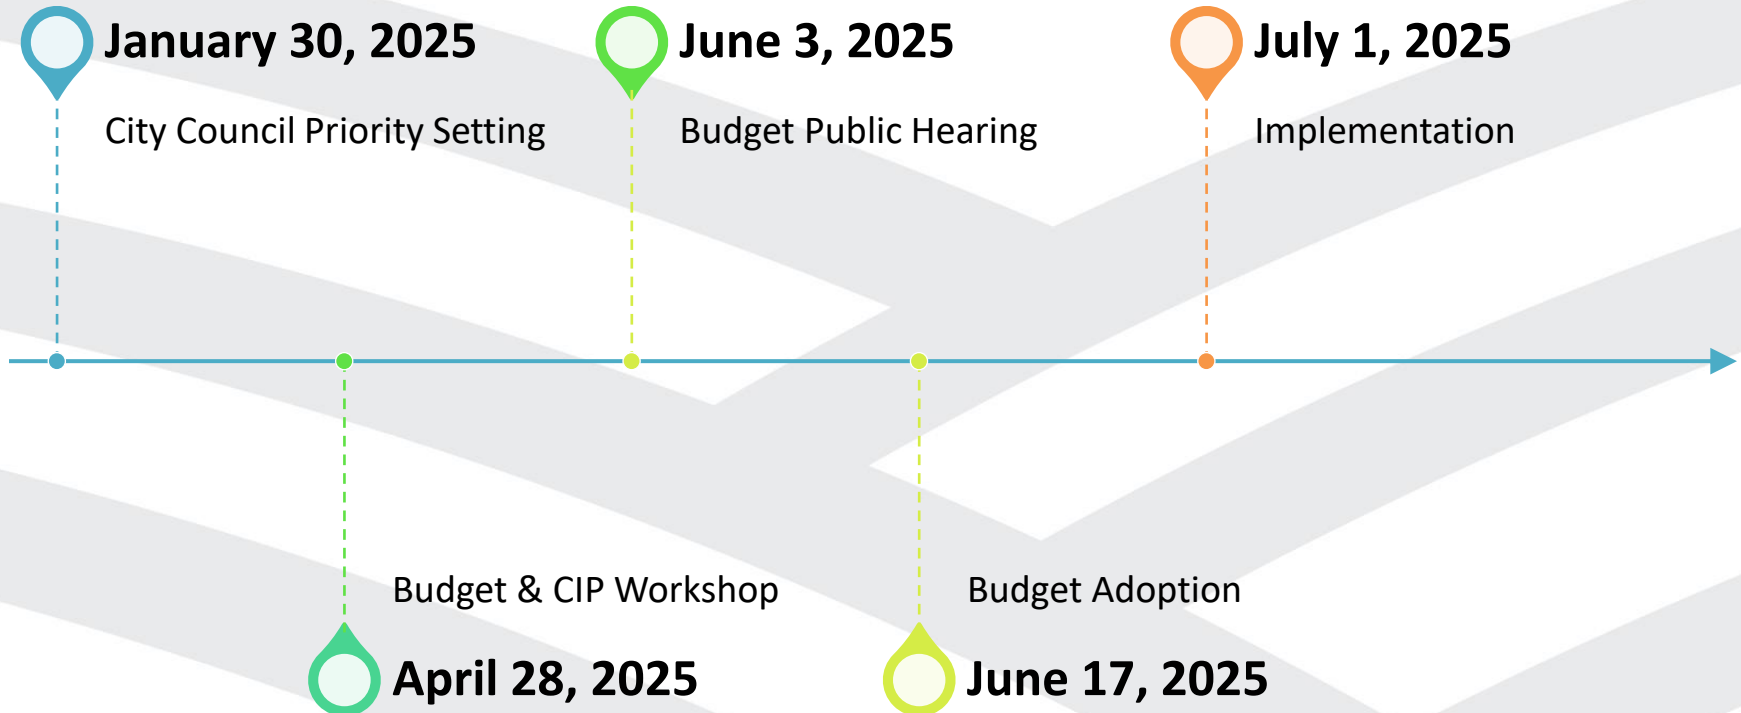 January 30, 2025
City Council Priority Setting
June 3, 2025
Budget Public Hearing
July 1, 2025
Implementation
Budget & CIP Workshop
April 28, 2025
Budget Adoption
June 17, 2025